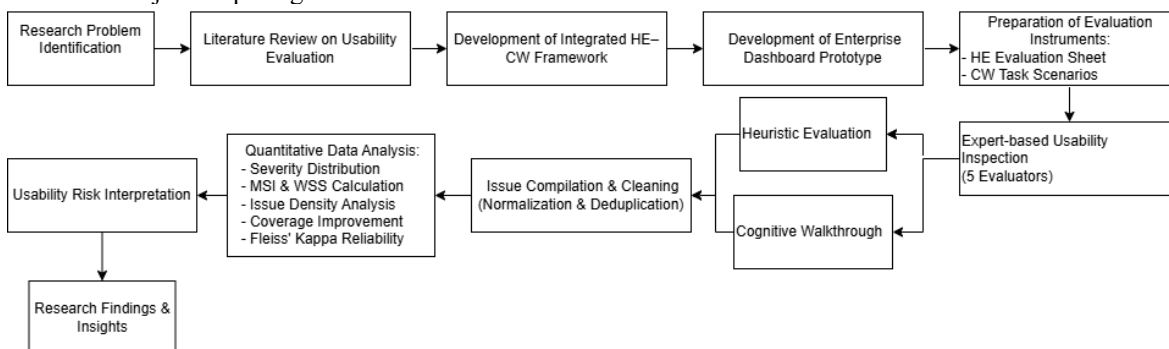 Research Problem
Identification
Literature Review on Usability
Evaluation
Development of Integrated HE–
CW Framework
Development of Enterprise
Dashboard Prototype
Preparation of Evaluation
Instruments:
- HE Evaluation Sheet
- CW Task Scenarios
Expert-based Usability
Inspection
(5 Evaluators)
Heuristic Evaluation
Cognitive Walkthrough
Issue Compilation & Cleaning
(Normalization & Deduplication)
Quantitative Data Analysis:
- Severity Distribution
- MSI & WSS Calculation
- Issue Density Analysis
- Coverage Improvement
- Fleiss' Kappa Reliability
Usability Risk Interpretation
Research Findings &
Insights